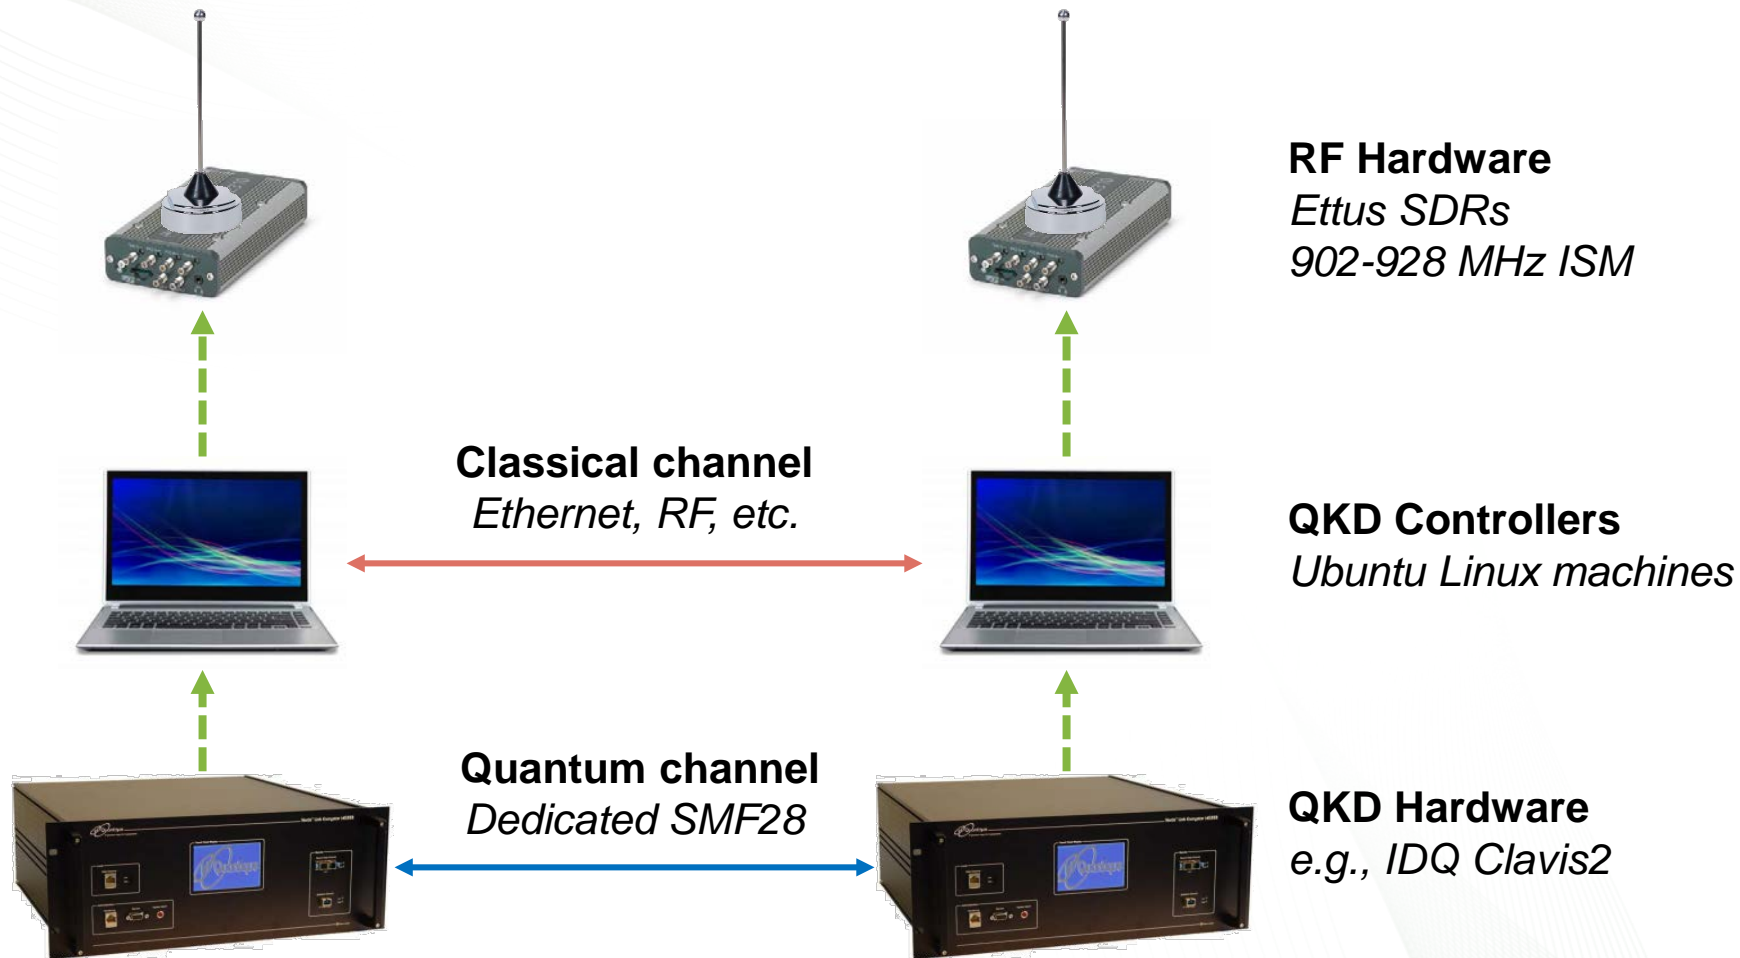 RF Hardware
Ettus SDRs
902-928 MHz ISM
Classical channel
Ethernet, RF, etc.
QKD Controllers
Ubuntu Linux machines
Quantum channel
Dedicated SMF28
QKD Hardware
e.g., IDQ Clavis2